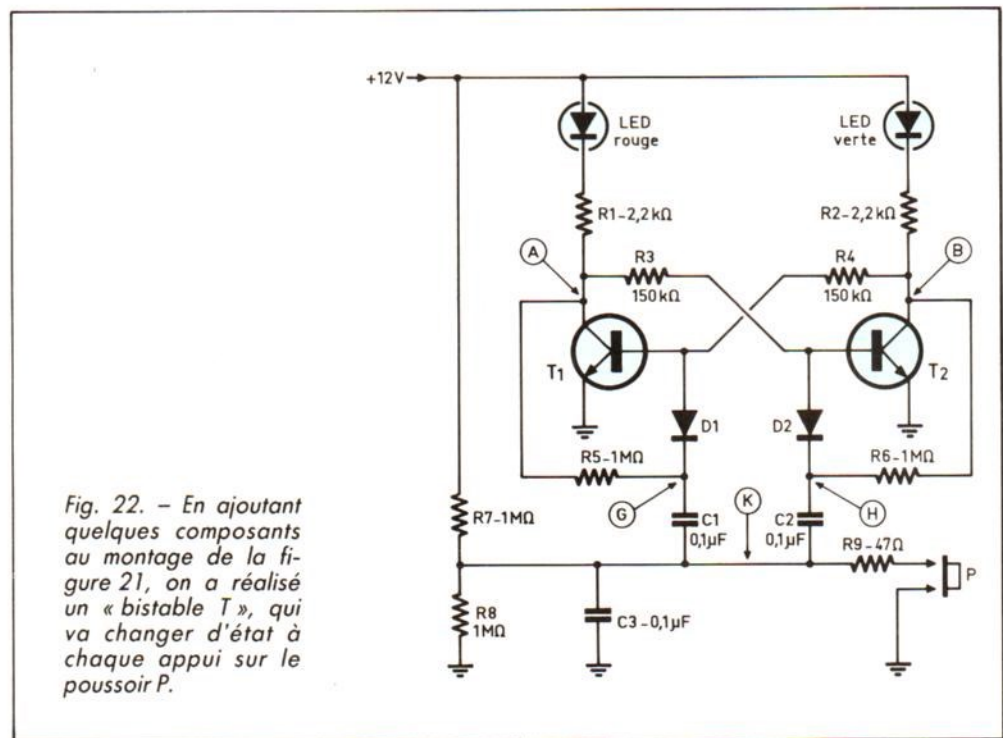 +12V
LED
rouge
LED
verte
R1-2,2kΩ
R2-2,2kΩ
A
R3
150kΩ
R4
150kΩ
B
T1
T2
D1
D2
R5-1MΩ
R6-1MΩ
G
K
H
R7-1MΩ
C1
0,1µF
C2
0,1µF
R9-47Ω
P
R8
1MΩ
C3-0,1µF
Fig. 22. – En ajoutant
quelques composants
au montage de la fi-
gure 21, on a réalisé
un « bistable T », qui
va changer d'état à
chaque appui sur le
poussoir P.